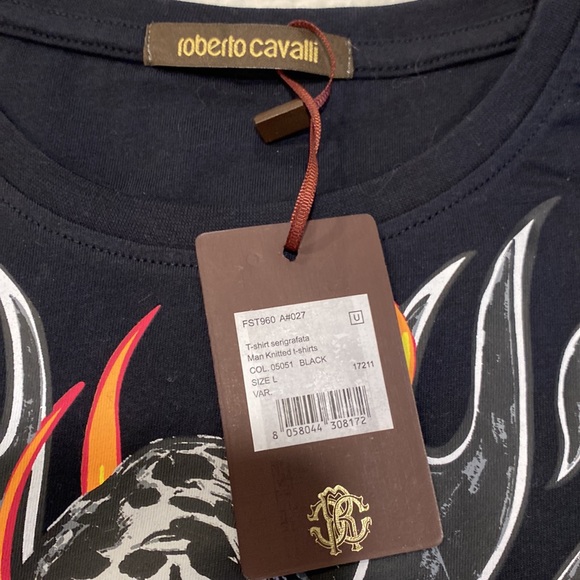 roberto cavalli
FST960 A#027
U
T-shirt serigrafata
Man Knitted t-shirts
COL. 05051 BLACK 17211
SIZE L
VAR.
8 058044 308172